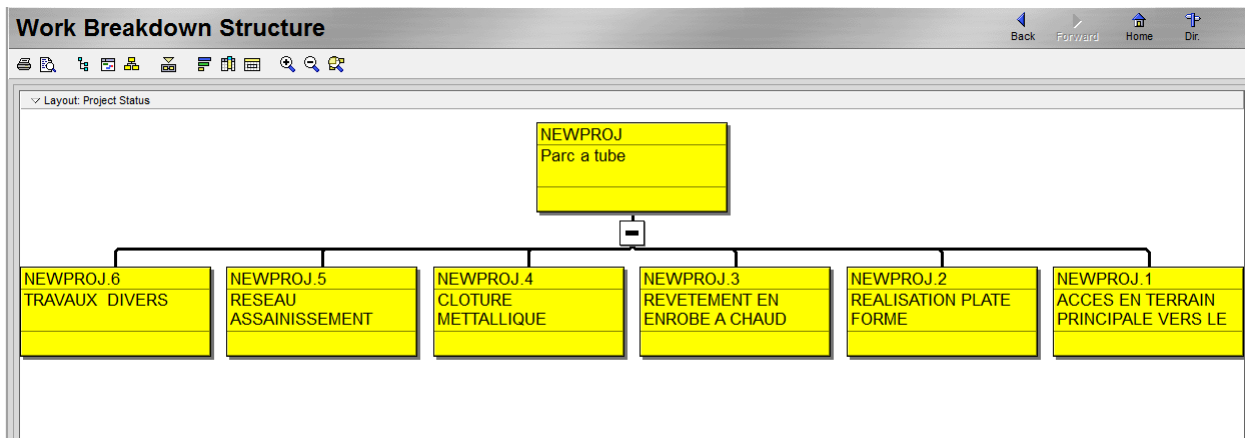 Work Breakdown Structure
Back
Forward
Home
Dir.
Layout: Project Status
NEWPROJ
Parc a tube
NEWPROJ.6
TRAVAUX DIVERS
NEWPROJ.5
RESEAU
ASSAINISSEMENT
NEWPROJ.4
CLOTURE
METTALLIQUE
NEWPROJ.3
REVETEMENT EN
ENROBE A CHAUD
NEWPROJ.2
REALISATION PLATE
FORME
NEWPROJ.1
ACCES EN TERRAIN
PRINCIPALE VERS LE